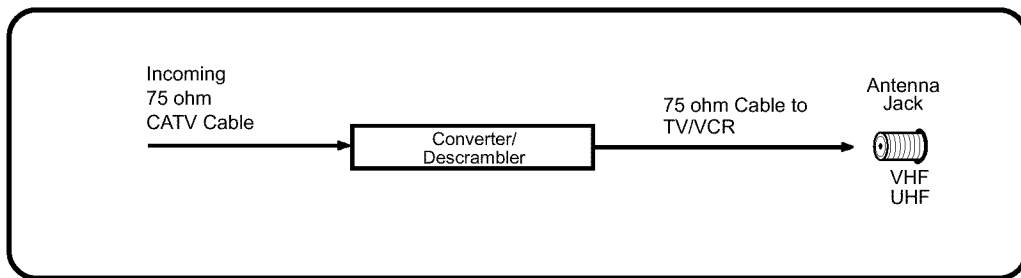 Incoming
75 ohm
CATV Cable
Converter/
Descrambler
75 ohm Cable to
TV/VCR
Antenna
Jack
VHF
UHF